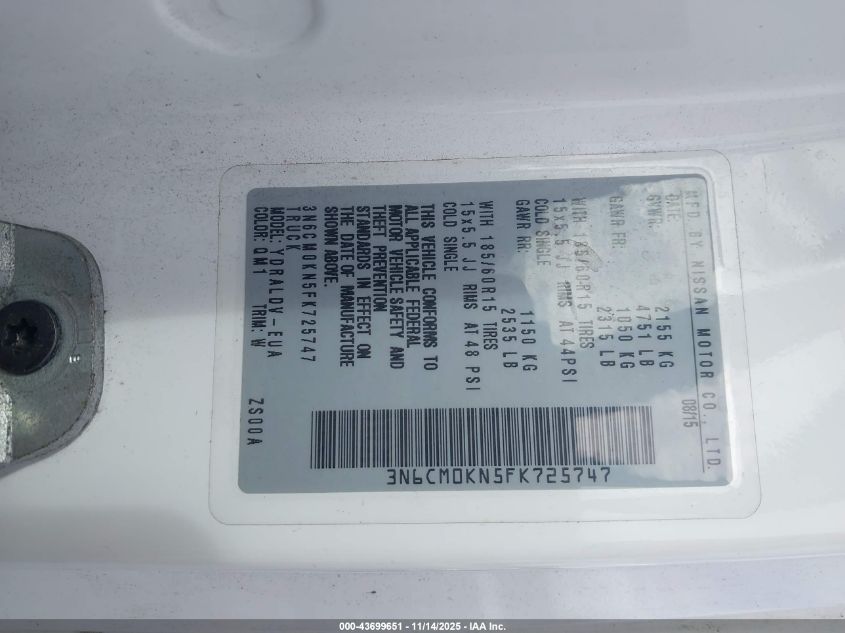 MFD. BY NISSAN MOTOR CO., LTD.
DATE: 08/15
GVWR: 2155 KG
4751 LB
GAWR FR: 1050 KG
2315 LB
WITH 185/60R15 TIRES
15x5.5 JJ RIMS AT 44PSI
COLD SINGLE
GAWR RR: 1150 KG
2535 LB
WITH 185/60R15 TIRES
15x5.5 JJ RIMS AT 48 PSI
COLD SINGLE
THIS VEHICLE CONFORMS TO
ALL APPLICABLE FEDERAL
MOTOR VEHICLE SAFETY AND
THEFT PREVENTION
STANDARDS IN EFFECT ON
THE DATE OF MANUFACTURE
SHOWN ABOVE.
3N6CM0KN5FK725747
TRUCK
MODEL: YDRALDV-EUA
COLOR: QM1 TRIM: W
ZS00A
3N6CM0KN5FK725747
000-43699651 - 11/14/2025 - IAA Inc.